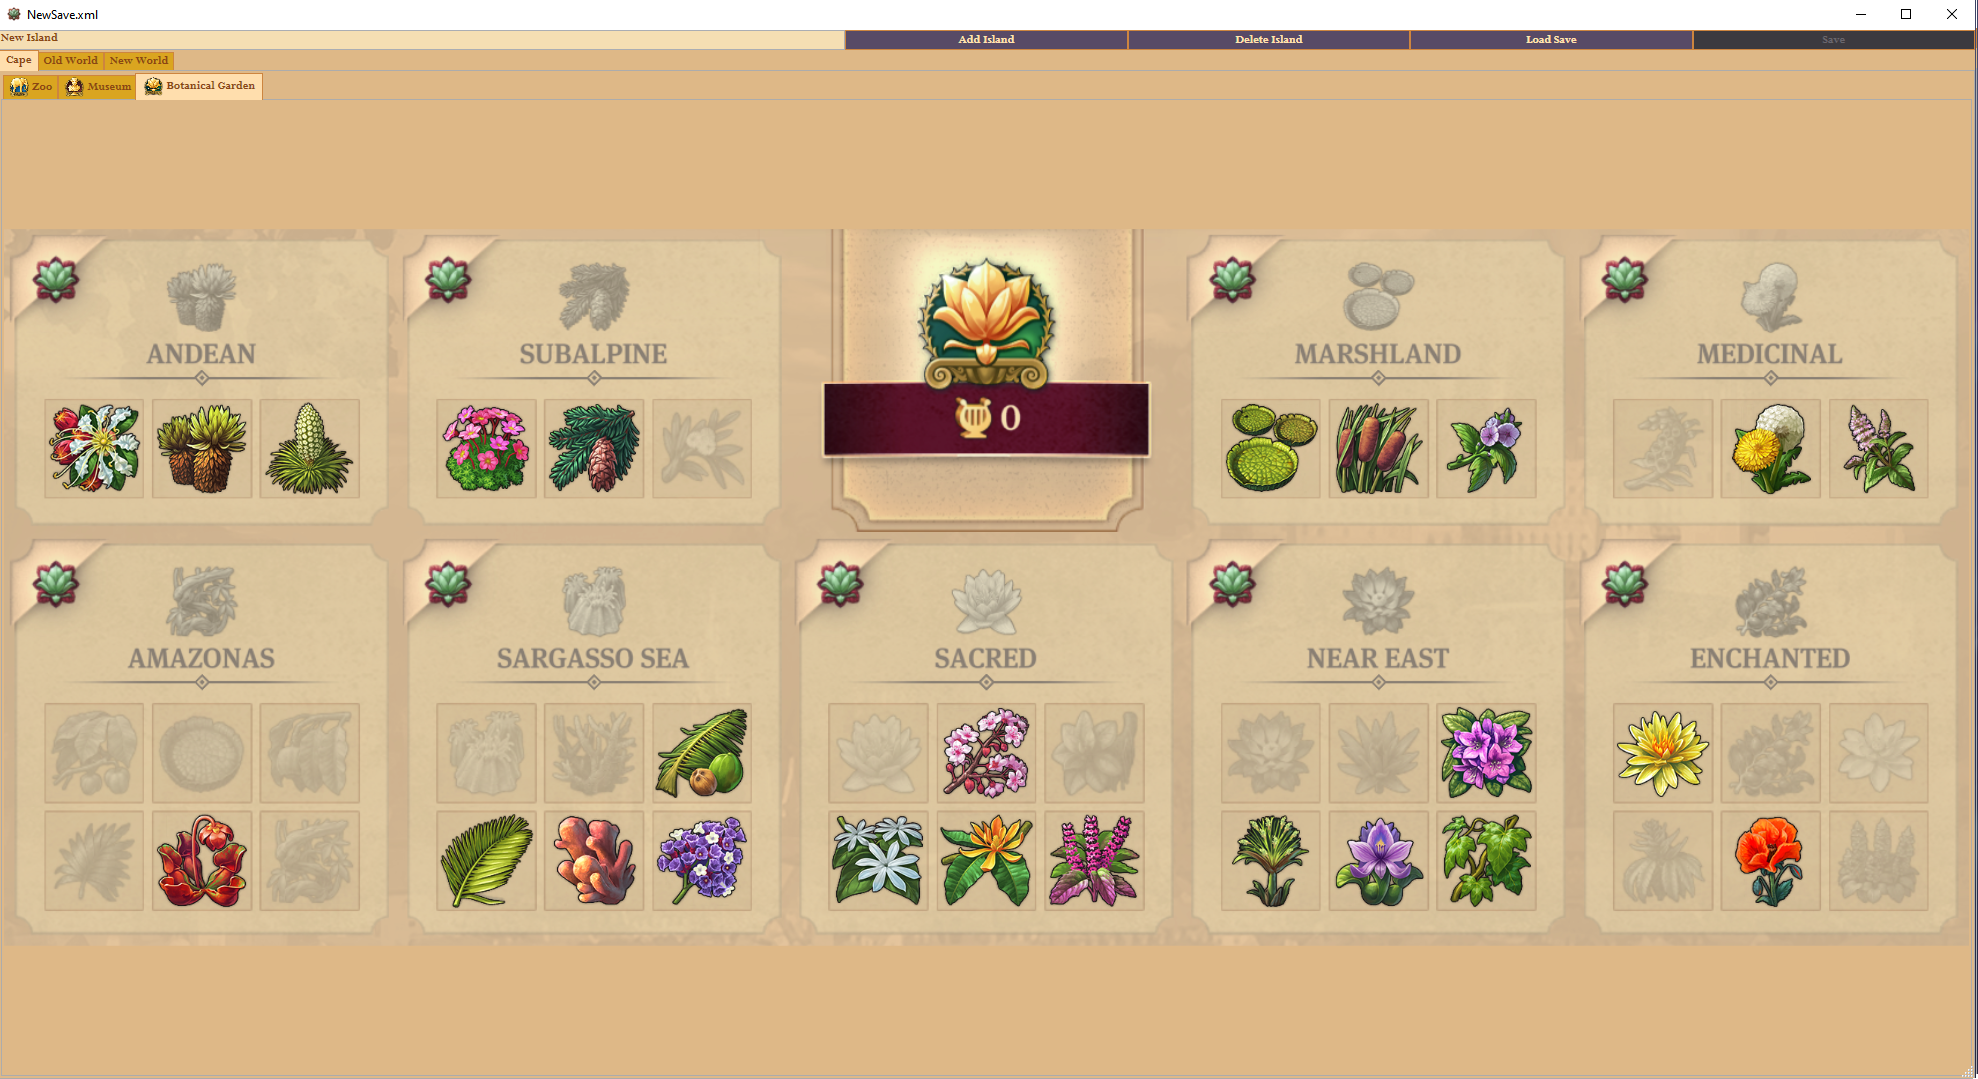 NewSave.xml
New Island
Add Island
Delete Island
Load Save
Save
Cape
Old World
New World
Zoo
Museum
Botanical Garden
ANDEAN
SUBALPINE
0
MARSHLAND
MEDICINAL
AMAZONAS
SARGASSO SEA
SACRED
NEAR EAST
ENCHANTED